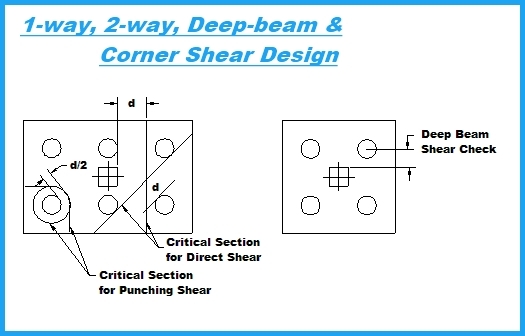 1-way, 2-way, Deep-beam &
Corner Shear Design
d
Deep Beam
Shear Check
d/2
d
Critical Section
for Direct Shear
Critical Section
for Punching Shear